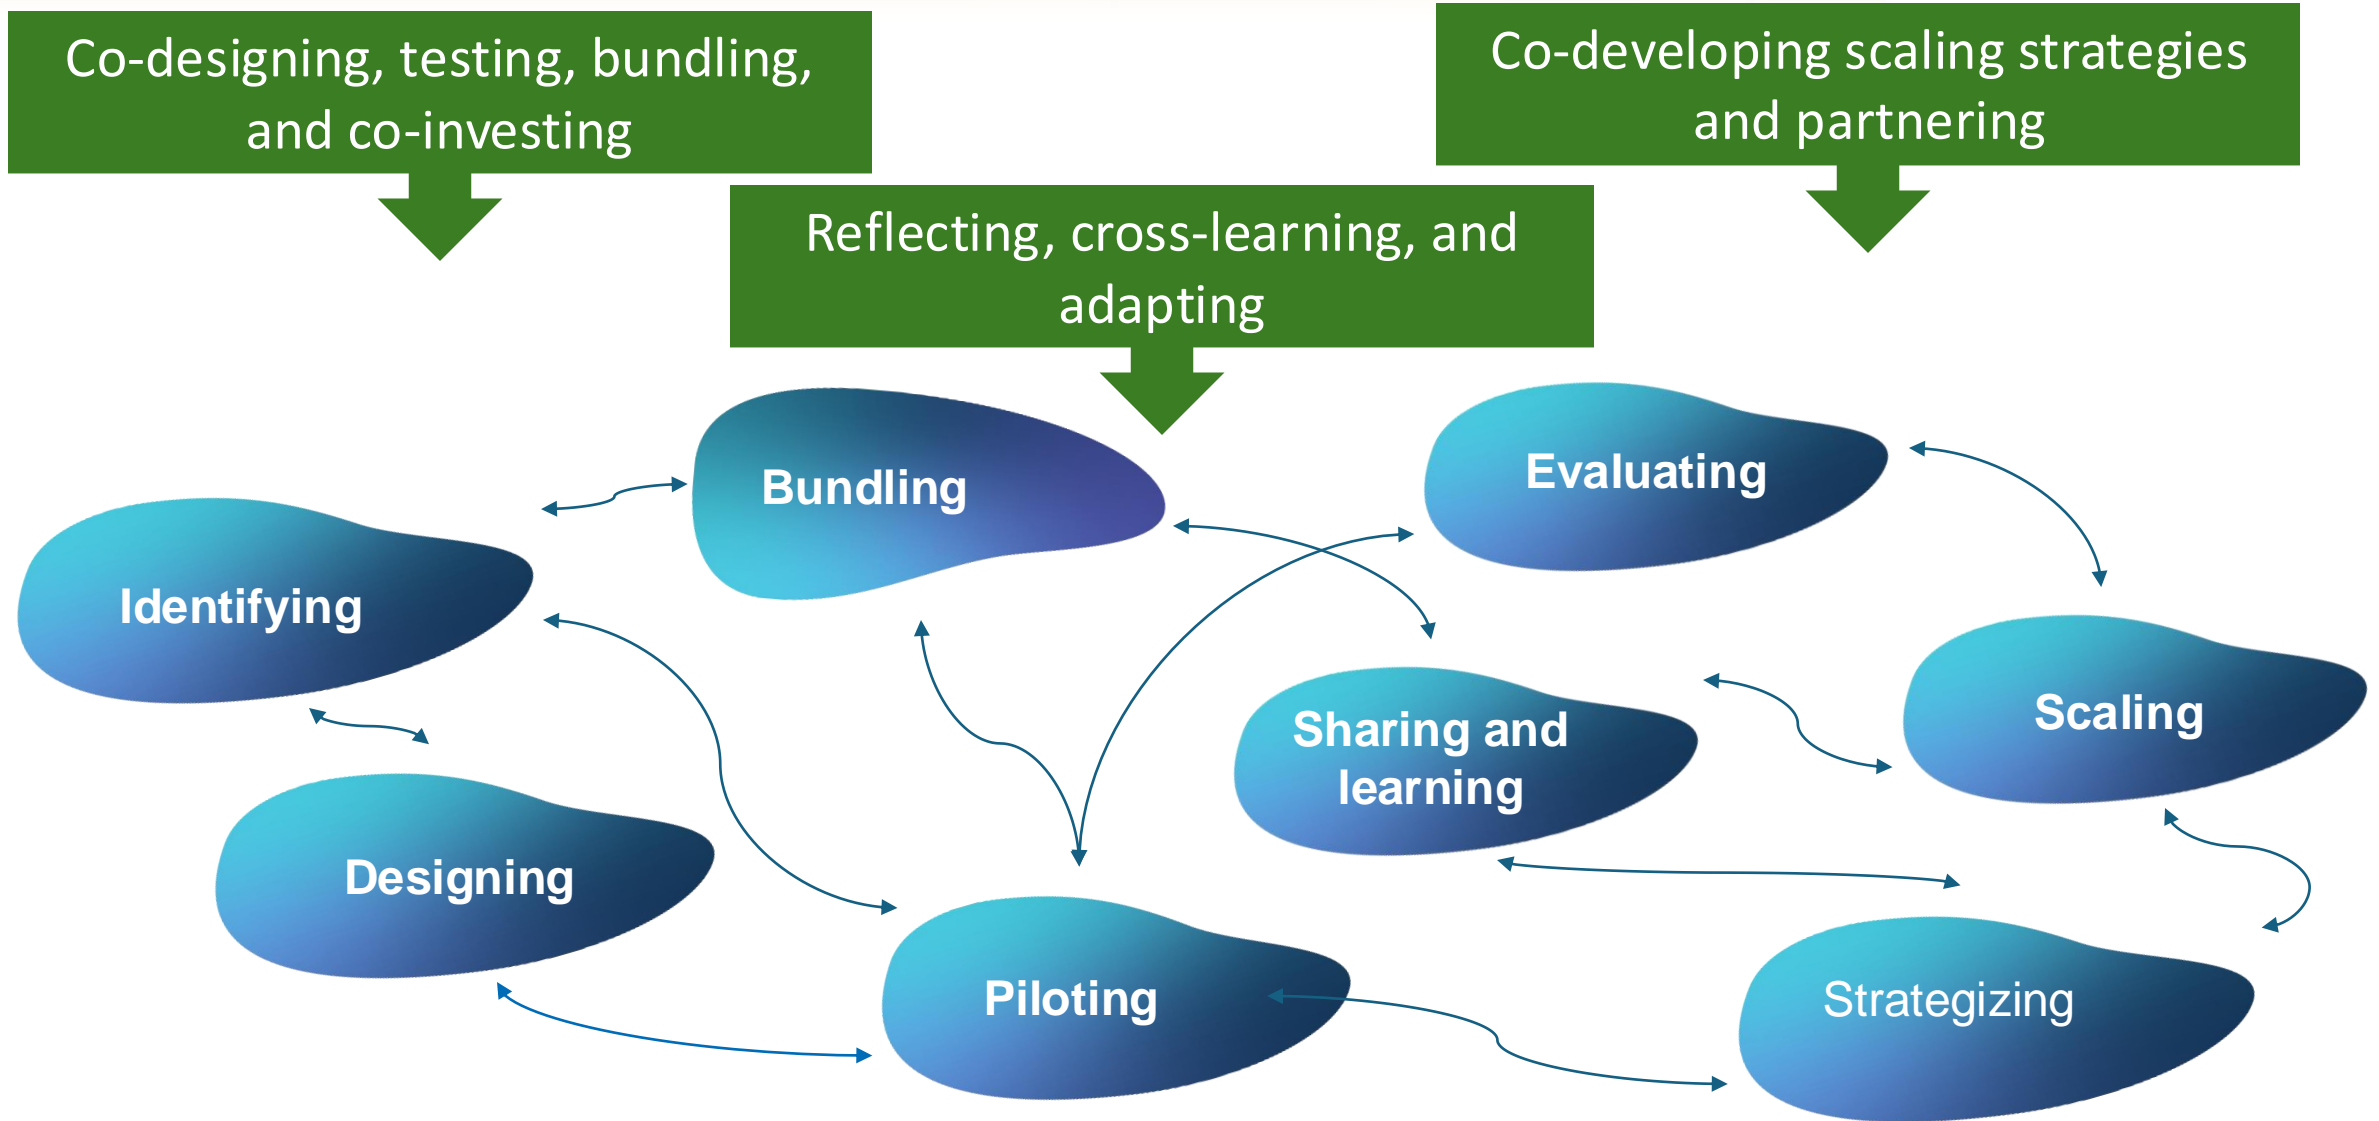 Co-designing, testing, bundling,
and co-investing
Co-developing scaling strategies
and partnering
Reflecting, cross-learning, and
adapting
Bundling
Evaluating
Identifying
Sharing and
learning
Scaling
Designing
Piloting
Strategizing